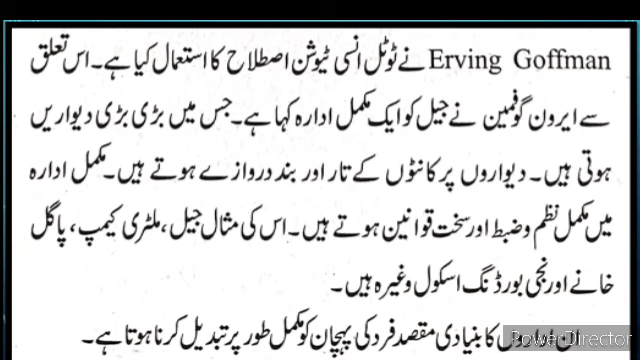 Erving Goffman نے ٹوٹل انسی ٹیوشن اصطلاح کا استعمال کیا ہے۔ اس تعلق
سے ایرون گوفمین نے جیل کو ایک مکمل ادارہ کہا ہے۔ جس میں بڑی بڑی دیواریں
ہوتی ہیں۔ دیواروں پر کانٹوں کے تار اور بند دروازے ہوتے ہیں۔ مکمل ادارہ
میں مکمل نظم و ضبط اور سخت قوانین ہوتے ہیں۔ اس کی مثال جیل، ملٹری کیمپ، پاگل
خانے اور نجی بورڈنگ اسکول وغیرہ ہیں۔
ان اداروں کا بنیادی مقصد فرد کی پہچان کو مکمل طور پر تبدیل کرنا ہوتا ہے۔
PowerDirector